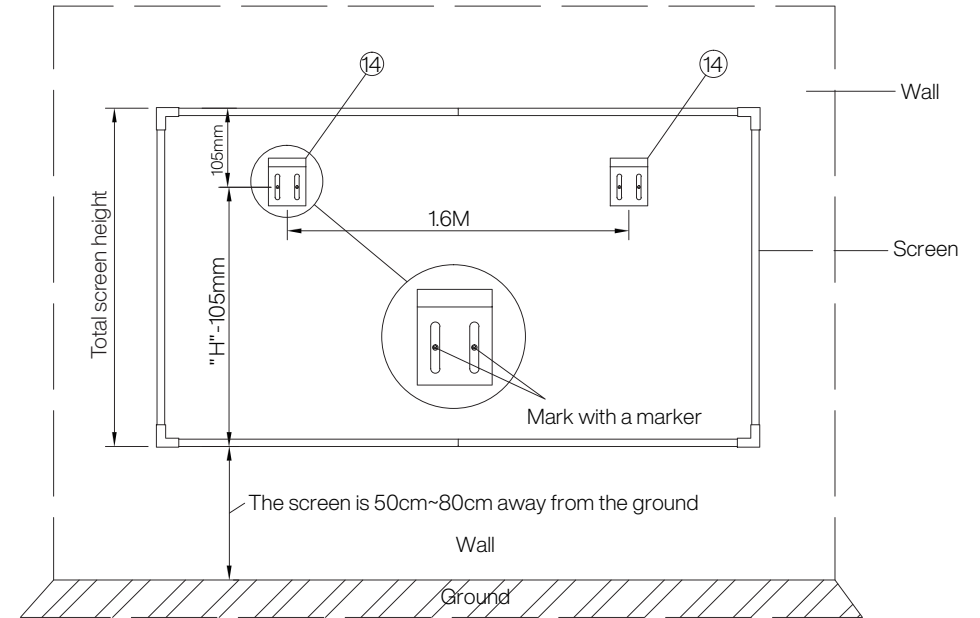 14
14
Wall
105mm
1.6M
Total screen height
"H"-105mm
Screen
Mark with a marker
The screen is 50cm~80cm away from the ground
Wall
Ground